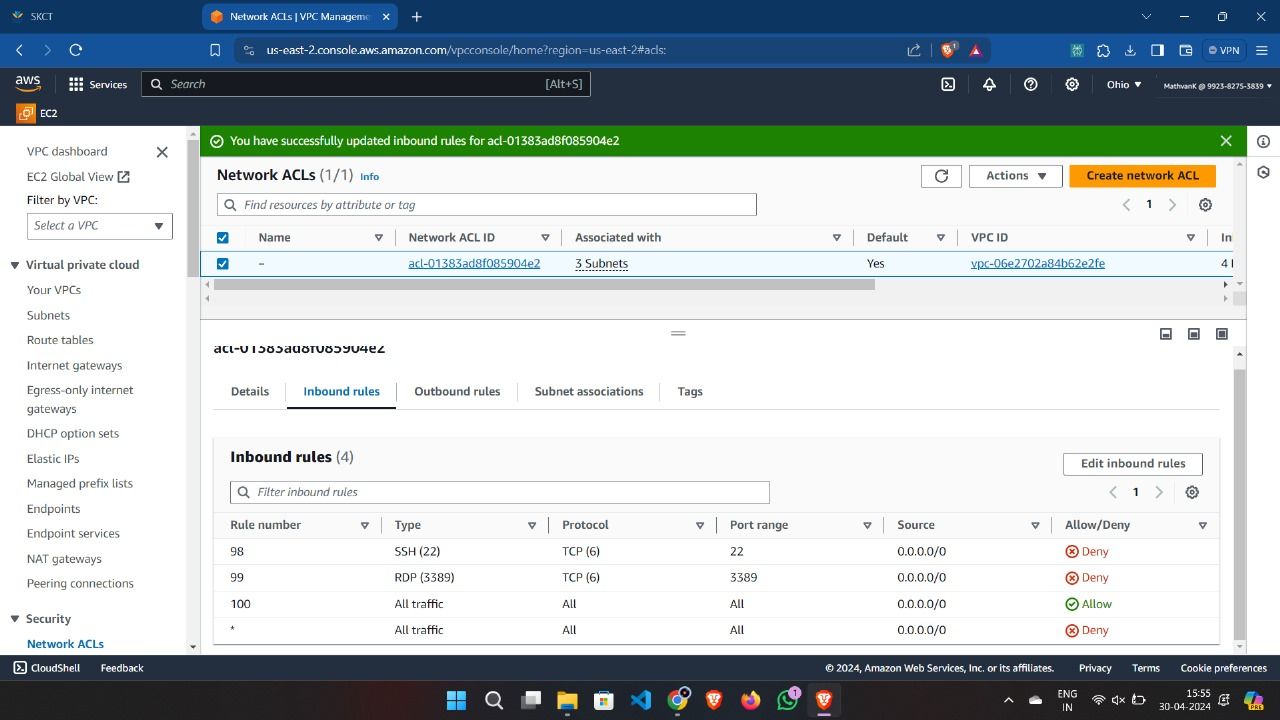 SKCT
Network ACLs | VPC Manageme
us-east-2.console.aws.amazon.com/vpcconsole/home?region=us-east-2#acls:
1
VPN
aws
Services
Search
[Alt+S]
Ohio
MathvanK @ 9923-8275-3839
EC2
VPC dashboard
EC2 Global View
Filter by VPC:
Select a VPC
Virtual private cloud
Your VPCs
Subnets
Route tables
Internet gateways
Egress-only internet
gateways
DHCP option sets
Elastic IPs
Managed prefix lists
Endpoints
Endpoint services
NAT gateways
Peering connections
Security
Network ACLs
You have successfully updated inbound rules for acl-01383ad8f085904e2
Network ACLs (1/1) Info
Actions
Create network ACL
Find resources by attribute or tag
1
Name Network ACL ID Associated with Default VPC ID In
– acl-01383ad8f085904e2 3 Subnets Yes vpc-06e2702a84b62e2fe 4 I
acl-01383ad8f085904e2
Details Inbound rules Outbound rules Subnet associations Tags
Inbound rules (4)
Edit inbound rules
Filter inbound rules
1
Rule number Type Protocol Port range Source Allow/Deny
98 SSH (22) TCP (6) 22 0.0.0.0/0 Deny
99 RDP (3389) TCP (6) 3389 0.0.0.0/0 Deny
100 All traffic All All 0.0.0.0/0 Allow
* All traffic All All 0.0.0.0/0 Deny
CloudShell Feedback
© 2024, Amazon Web Services, Inc. or its affiliates. Privacy Terms Cookie preferences
1
ENG
IN
15:55
30-04-2024
PRE